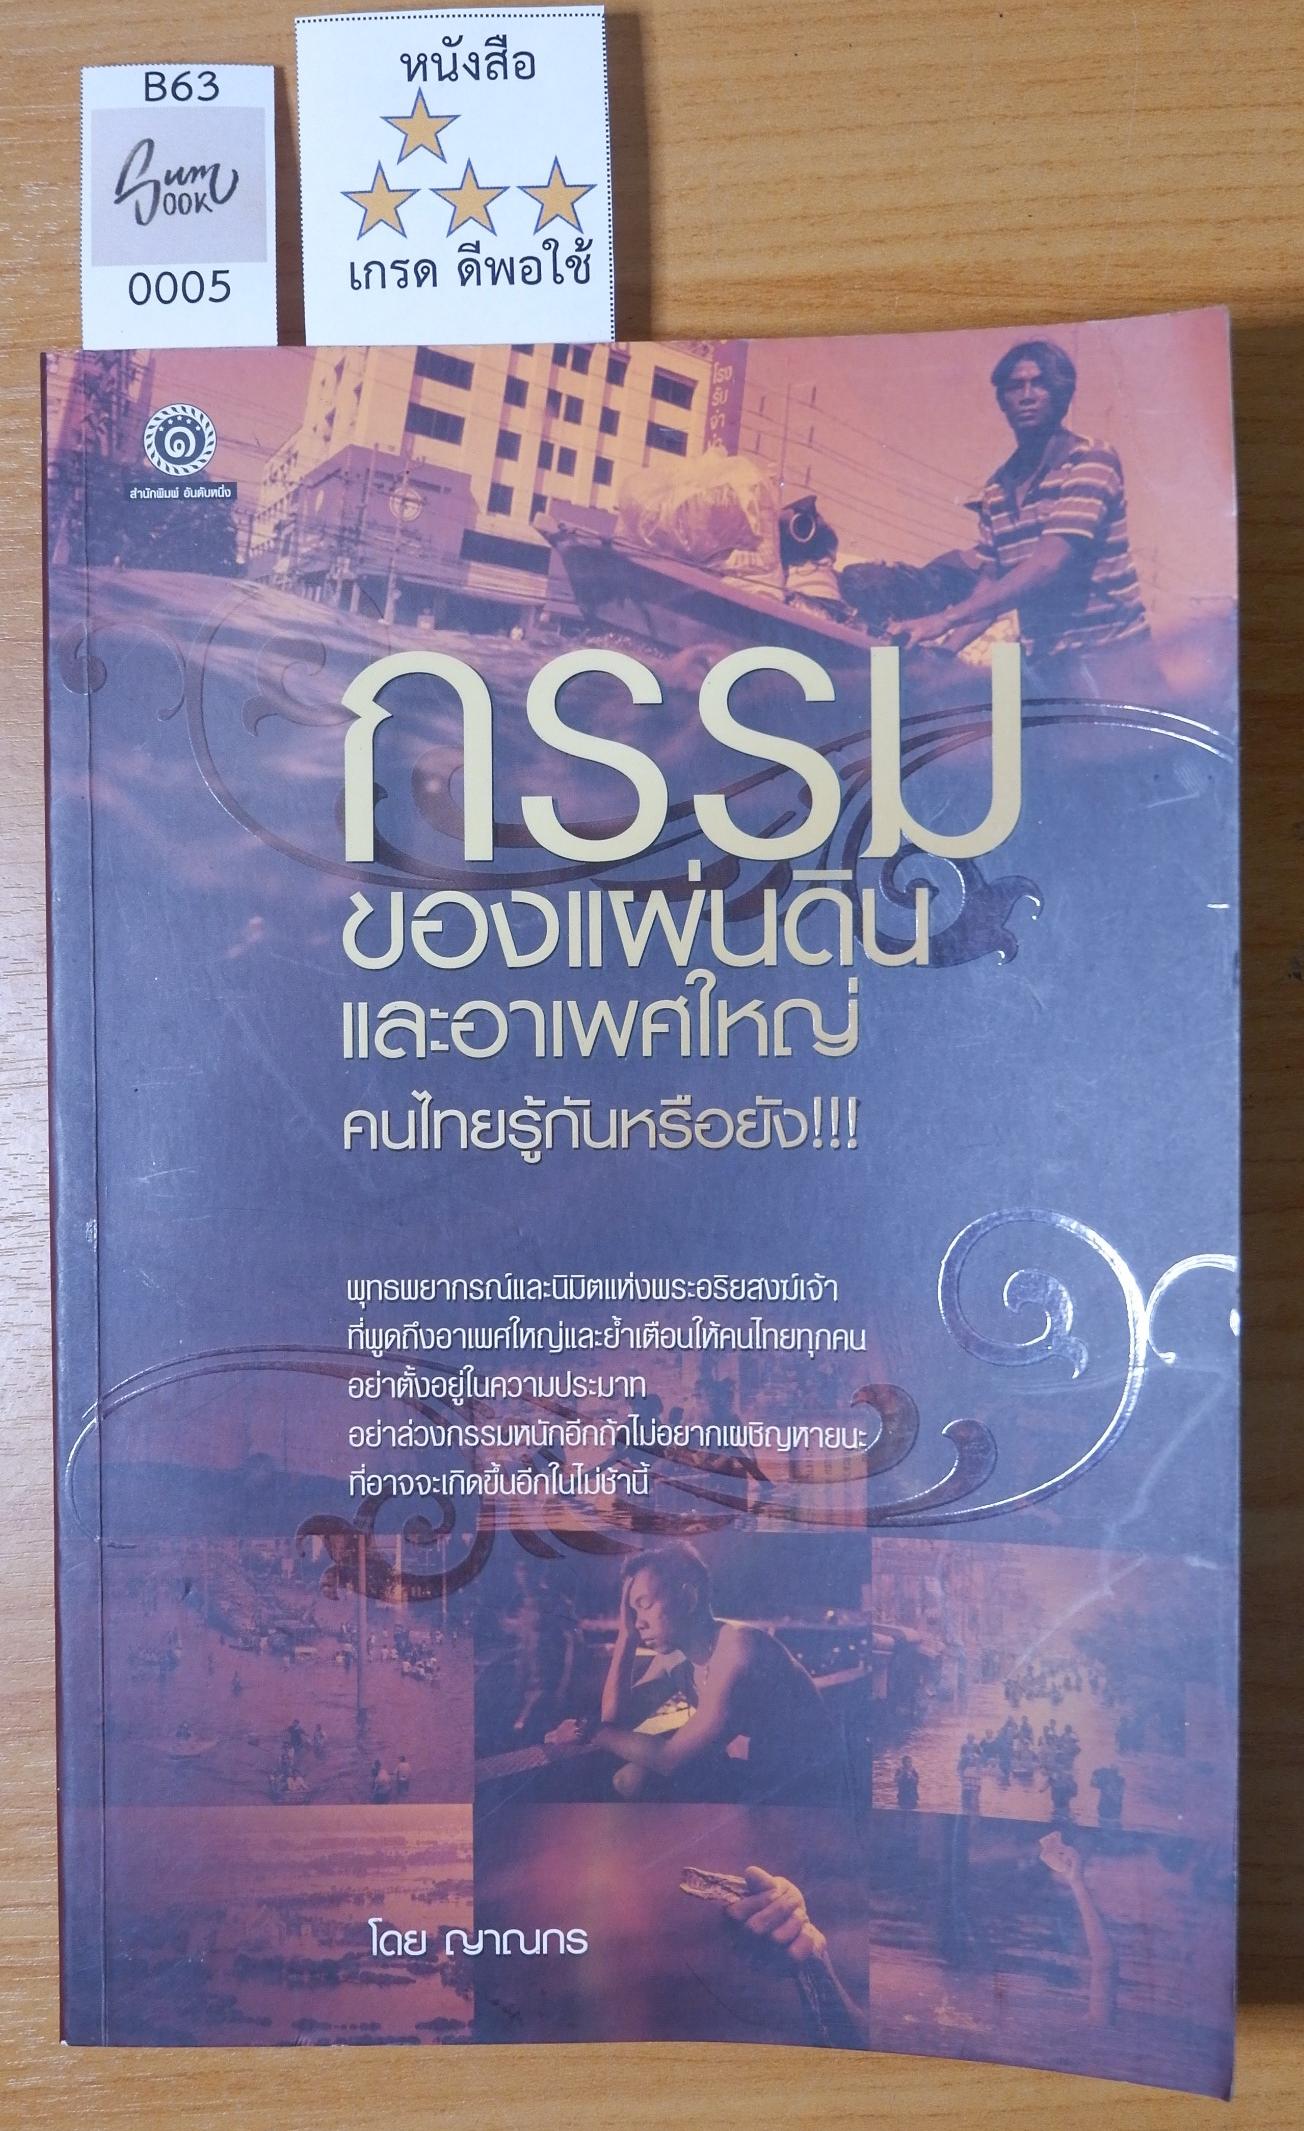 B63
Sum
OOK
0005
หนังสือ
เกรด ดีพอใช้
โรง
รับ
จำ
นำ
๑
สำนักพิมพ์ อันดับหนึ่ง
กรรม
ของแผ่นดิน
และอาเพศใหญ่
คนไทยรู้กันหรือยัง!!!
พุทธพยากรณ์และนิมิตแห่งพระอริยสงฆ์เจ้า
ที่พูดถึงอาเพศใหญ่และย้ำเตือนให้คนไทยทุกคน
อย่าตั้งอยู่ในความประมาท
อย่าล่วงกรรมหนักอีกถ้าไม่อยากเผชิญหายนะ
ที่อาจจะเกิดขึ้นอีกในไม่ช้านี้
โดย ญาณกร